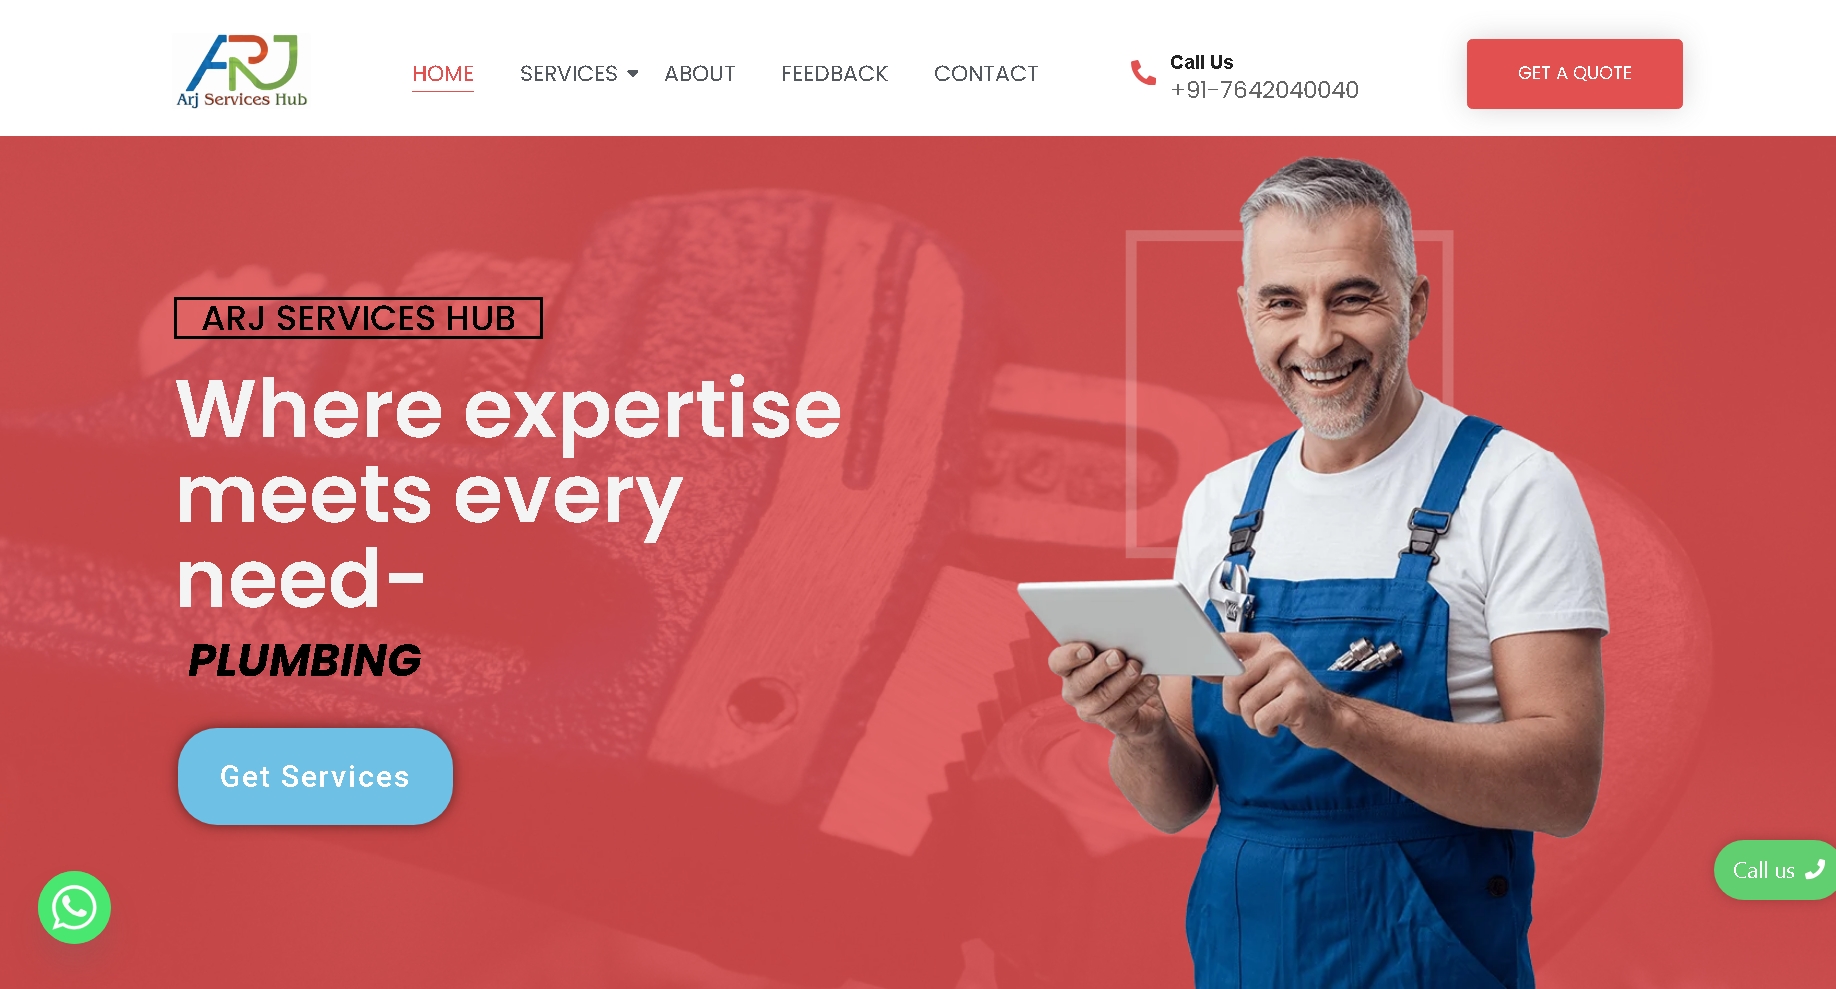 ARJ
Arj Services Hub
HOME
SERVICES
ABOUT
FEEDBACK
CONTACT
Call Us
+91-7642040040
GET A QUOTE
ARJ SERVICES HUB
Where expertise
meets every
need-
PLUMBING
Get Services
Call us